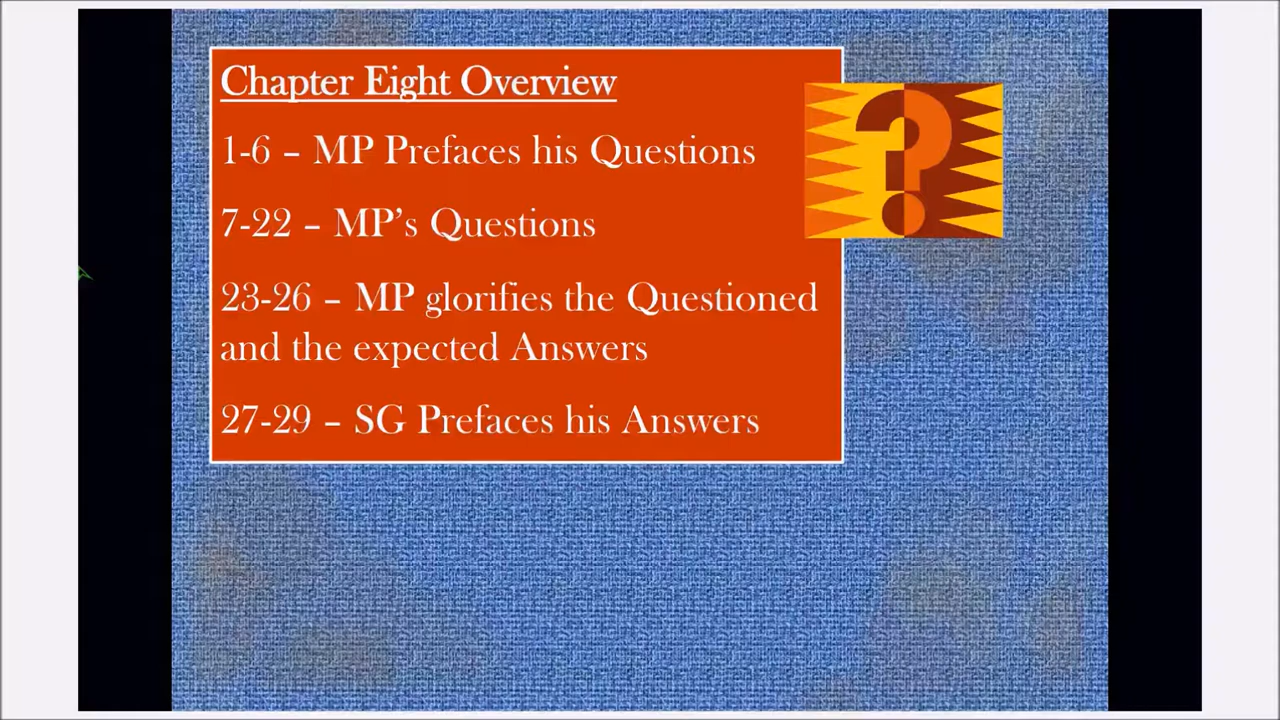 Chapter Eight Overview
1-6 – MP Prefaces his Questions
7-22 – MP’s Questions
23-26 – MP glorifies the Questioned
and the expected Answers
27-29 – SG Prefaces his Answers
?